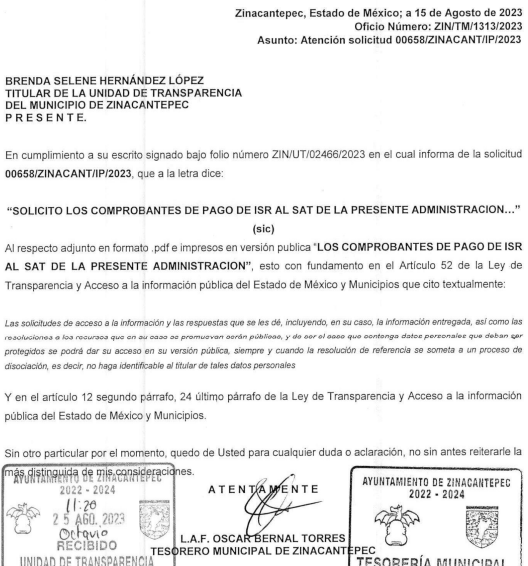 Zinacantepec, Estado de México; a 15 de Agosto de 2023
Oficio Número: ZIN/TM/1313/2023
Asunto: Atención solicitud 00658/ZINACANT/IP/2023
BRENDA SELENE HERNÁNDEZ LÓPEZ
TITULAR DE LA UNIDAD DE TRANSPARENCIA
DEL MUNICIPIO DE ZINACANTEPEC
P R E S E N T E.
En cumplimiento a su escrito signado bajo folio número ZIN/UT/02466/2023 en el cual informa de la solicitud
00658/ZINACANT/IP/2023, que a la letra dice:
“SOLICITO LOS COMPROBANTES DE PAGO DE ISR AL SAT DE LA PRESENTE ADMINISTRACION…”
(sic)
Al respecto adjunto en formato .pdf e impresos en versión publica “LOS COMPROBANTES DE PAGO DE ISR
AL SAT DE LA PRESENTE ADMINISTRACION”, esto con fundamento en el Artículo 52 de la Ley de
Transparencia y Acceso a la información pública del Estado de México y Municipios que cito textualmente:
Las solicitudes de acceso a la información y las respuestas que se les dé, incluyendo, en su caso, la información entregada, así como las
resoluciones a los recursos que en su caso se promuevan serán públicas, y de ser el caso que contenga datos personales que deban ser
protegidos se podrá dar su acceso en su versión pública, siempre y cuando la resolución de referencia se someta a un proceso de
disociación, es decir, no haga identificable al titular de tales datos personales
Y en el artículo 12 segundo párrafo, 24 último párrafo de la Ley de Transparencia y Acceso a la información
pública del Estado de México y Municipios.
Sin otro particular por el momento, quedo de Usted para cualquier duda o aclaración, no sin antes reiterarle la
más distinguida de mis consideraciones.
AYUNTAMIENTO DE ZINACANTEPEC
2022 - 2024
11:20
25 AGO. 2023
Octavio
RECIBIDO
UNIDAD DE TRANSPARENCIA
A T E N T A M E N T E
L.A.F. OSCAR BERNAL TORRES
TESORERO MUNICIPAL DE ZINACANTEPEC
AYUNTAMIENTO DE ZINACANTEPEC
2022 - 2024
TESORERÍA MUNICIPAL